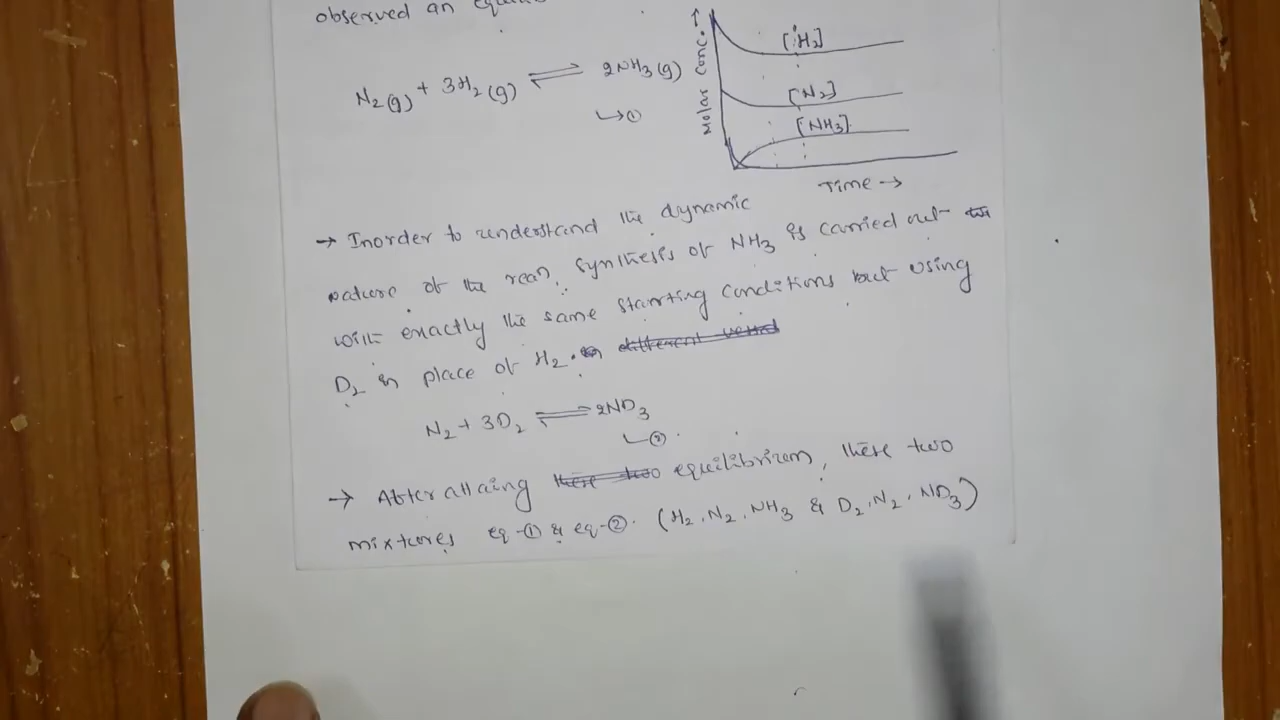 observed an
N2(g) + 3H2(g) ⇌ 2NH3(g)
↳①
Molar Conc. →
[H2]
[N2]
[NH3]
Time →
→ Inorder to understand the dynamic
nature of the rean, synthesis of NH3 is carried out
with exactly the same starting conditions but using
D2 in place of H2.
N2 + 3D2 ⇌ 2ND3
↳②.
→ After attaing equilibrium, these two
mixtures eq-① & eq-②. (H2, N2, NH3 & D2, N2, ND3)